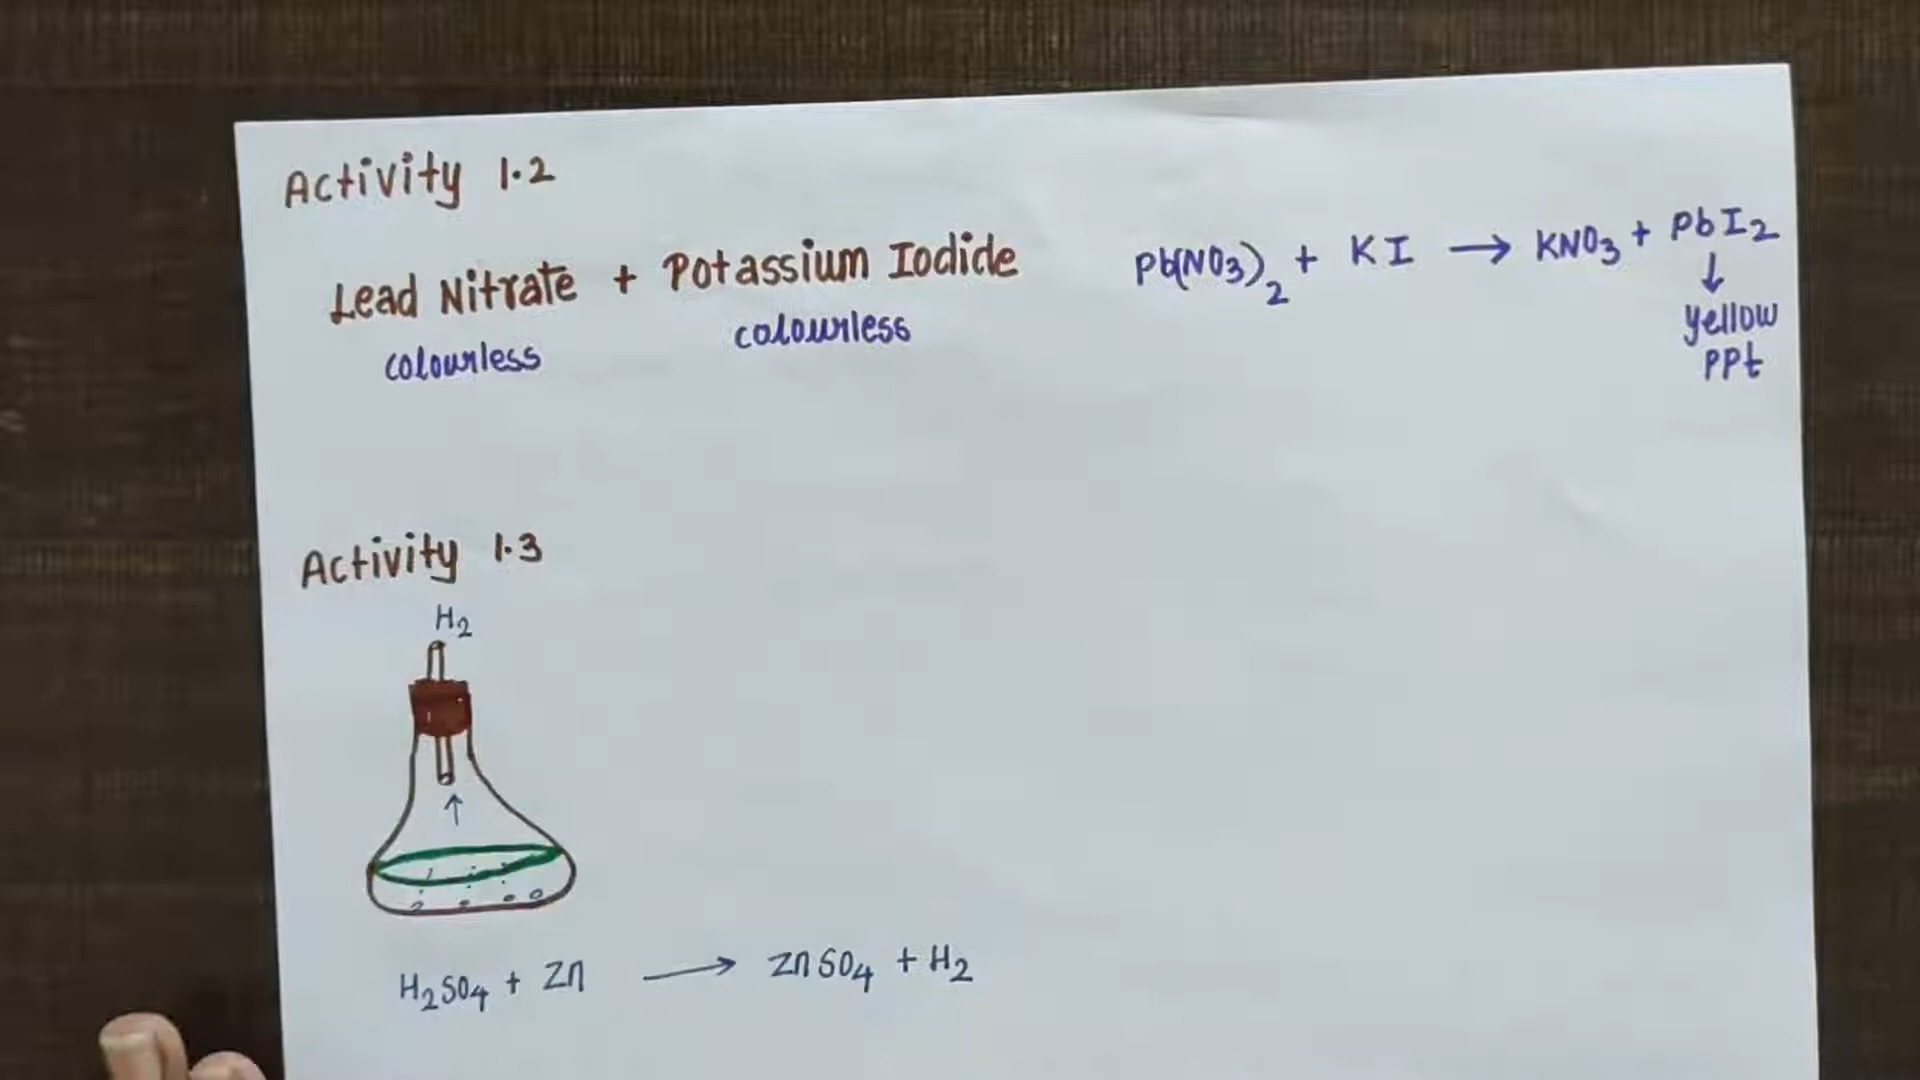 Activity 1.2
Lead Nitrate + Potassium Iodide
colourless colourless
Pb(NO3)2 + KI → KNO3 + PbI2
↓
yellow
ppt
Activity 1.3
H2
↑
H2SO4 + Zn → ZnSO4 + H2